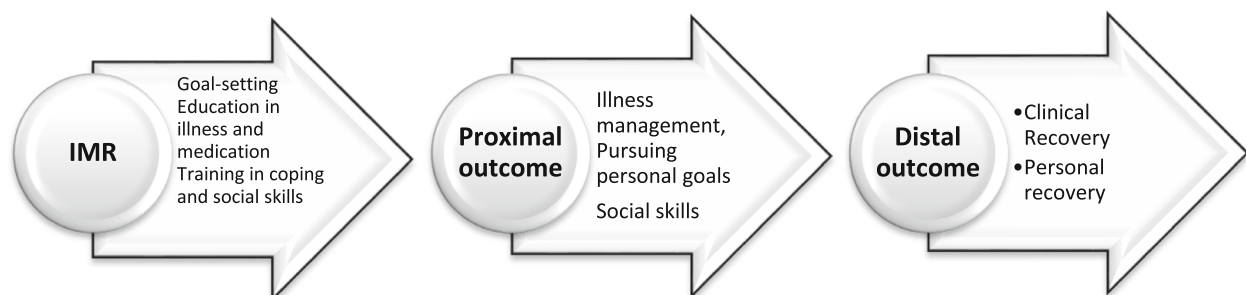 IMR
Goal-setting
Education in
illness and
medication
Training in coping
and social skills
Proximal
outcome
Illness
management,
Pursuing
personal goals
Social skills
Distal
outcome
•Clinical
Recovery
•Personal
recovery